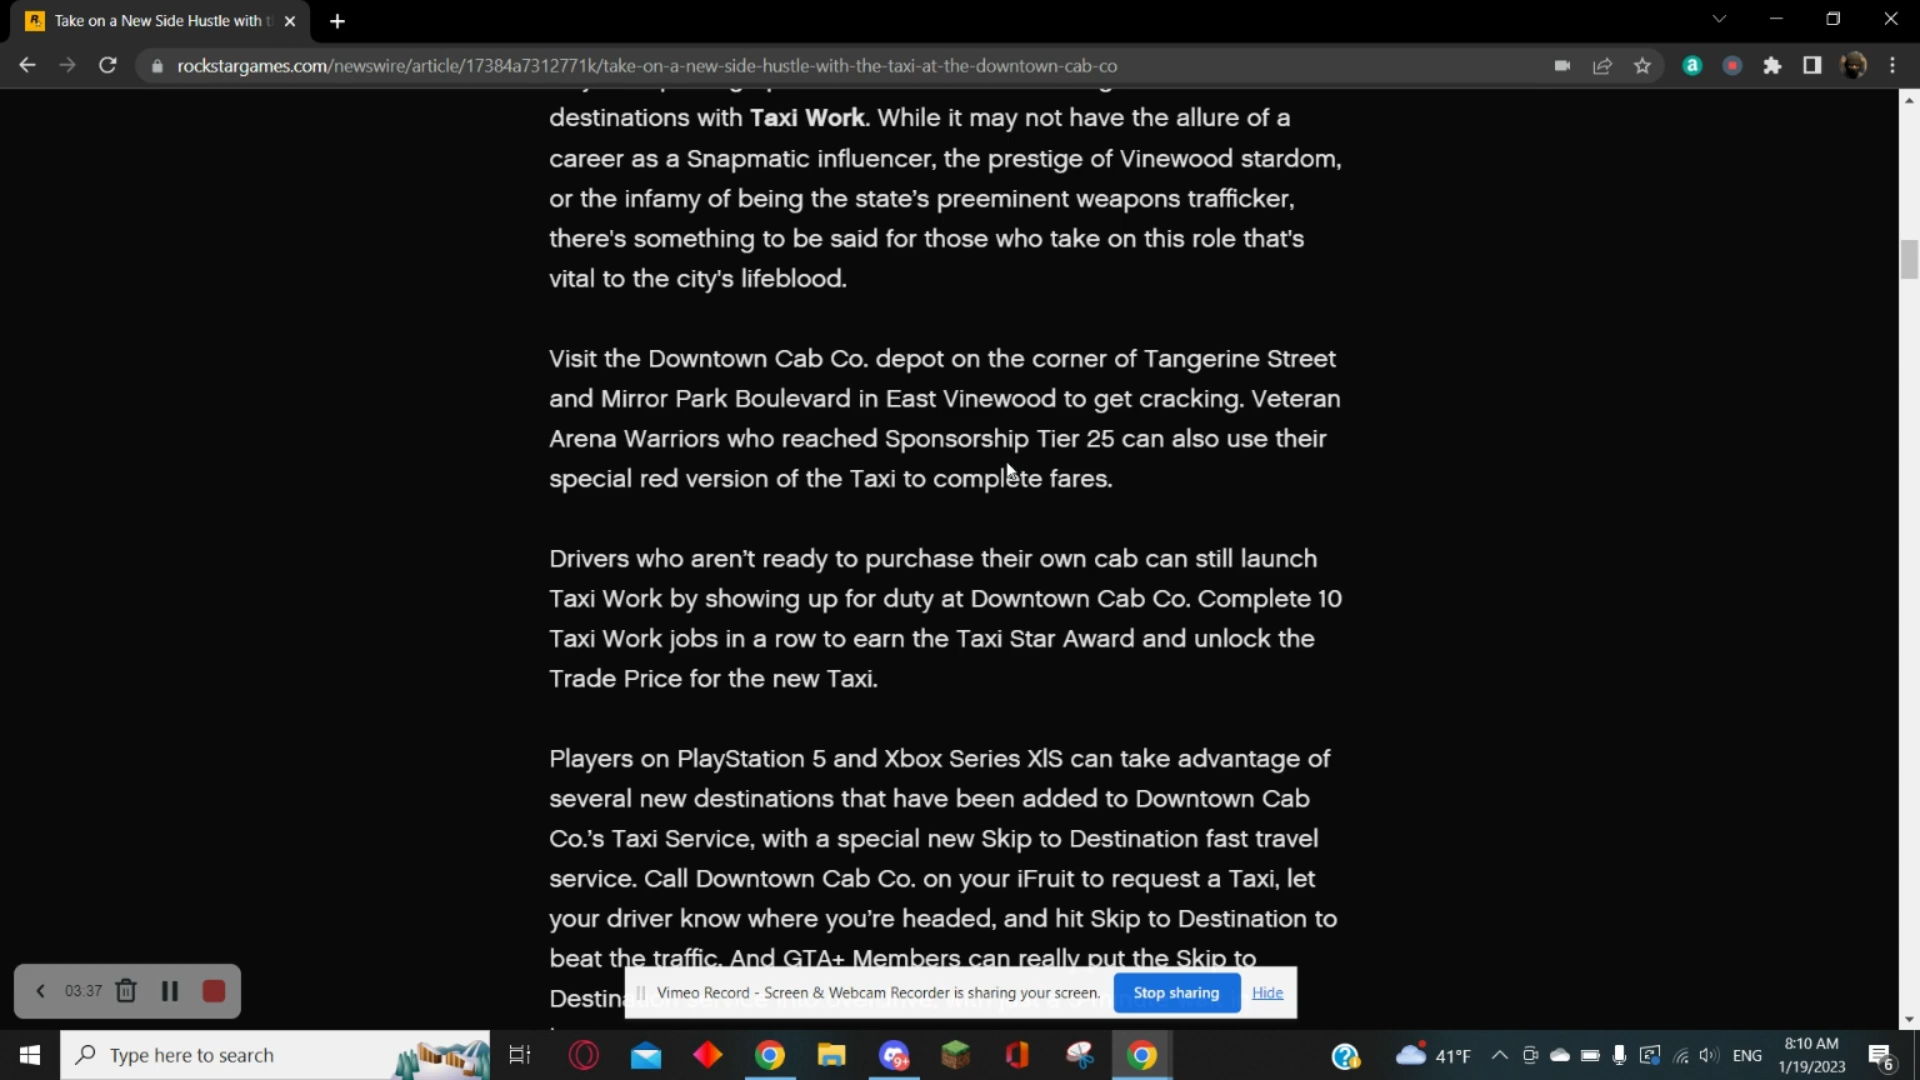 Take on a New Side Hustle with t
rockstargames.com/newswire/article/17384a7312771k/take-on-a-new-side-hustle-with-the-taxi-at-the-downtown-cab-co
destinations with Taxi Work. While it may not have the allure of a
career as a Snapmatic influencer, the prestige of Vinewood stardom,
or the infamy of being the state’s preeminent weapons trafficker,
there's something to be said for those who take on this role that's
vital to the city's lifeblood.
Visit the Downtown Cab Co. depot on the corner of Tangerine Street
and Mirror Park Boulevard in East Vinewood to get cracking. Veteran
Arena Warriors who reached Sponsorship Tier 25 can also use their
special red version of the Taxi to complete fares.
Drivers who aren’t ready to purchase their own cab can still launch
Taxi Work by showing up for duty at Downtown Cab Co. Complete 10
Taxi Work jobs in a row to earn the Taxi Star Award and unlock the
Trade Price for the new Taxi.
Players on PlayStation 5 and Xbox Series X|S can take advantage of
several new destinations that have been added to Downtown Cab
Co.’s Taxi Service, with a special new Skip to Destination fast travel
service. Call Downtown Cab Co. on your iFruit to request a Taxi, let
your driver know where you’re headed, and hit Skip to Destination to
beat the traffic. And GTA+ Members can really put the Skip to
03:37
Vimeo Record - Screen & Webcam Recorder is sharing your screen.
Stop sharing
Hide
Type here to search
41°F
ENG
8:10 AM
1/19/2023
6